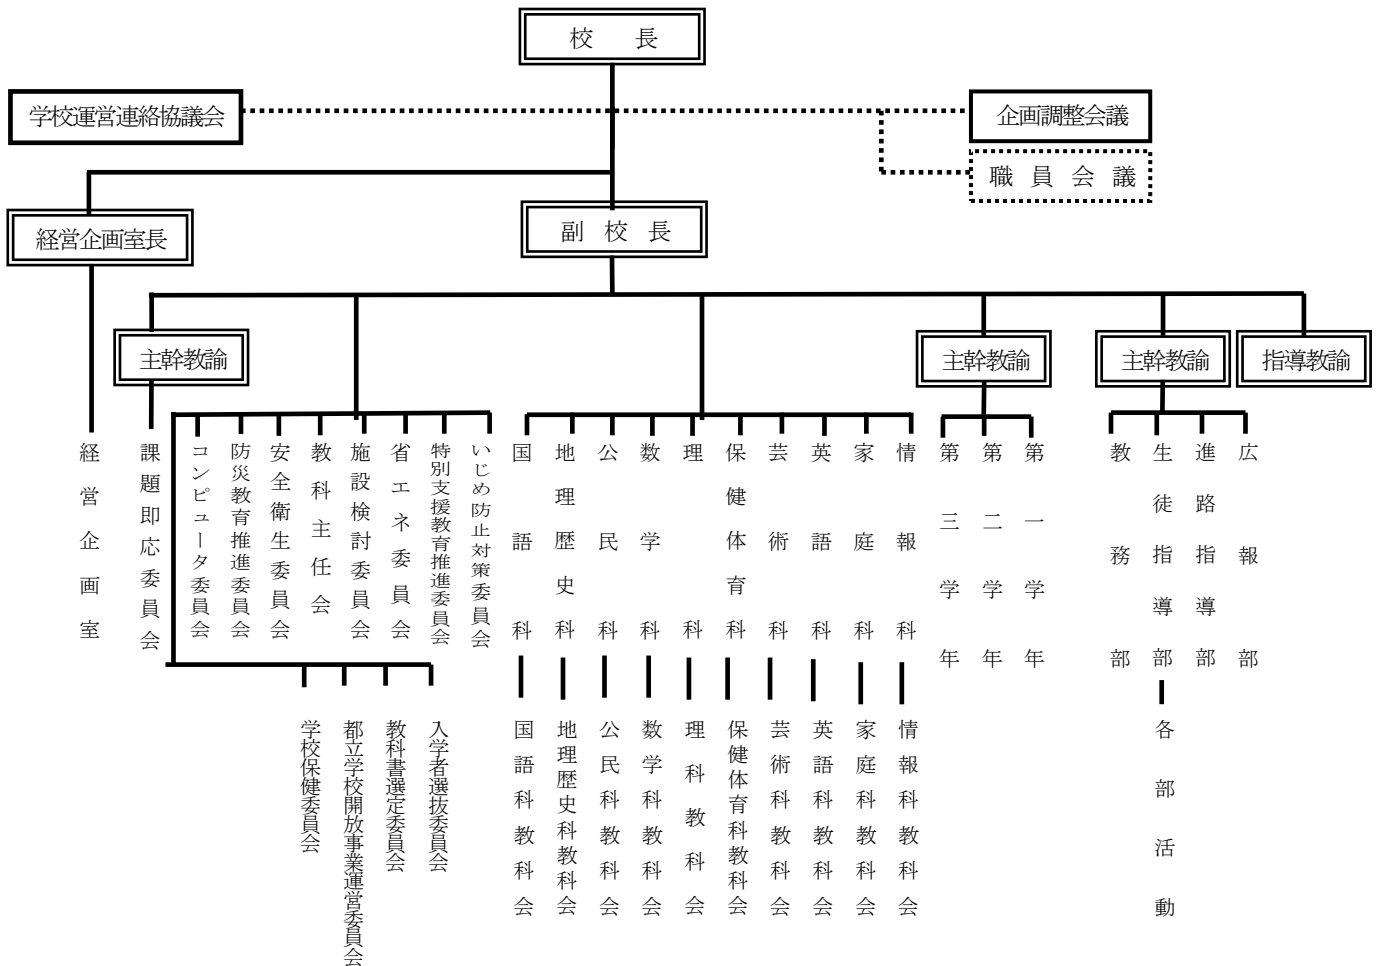 校　長
学校運営連絡協議会
企画調整会議
職員会議
経営企画室長
副校長
主幹教諭
主幹教諭
主幹教諭
指導教諭
経営企画室
課題即応委員会
コンピュータ委員会
防災教育推進委員会
安全衛生委員会
教科主任会
施設検討委員会
省エネ委員会
特別支援教育推進委員会
いじめ防止対策委員会
国語科
地理歴史科
公民科
数学科
理科
保健体育科
芸術科
英語科
家庭科
情報科
第三学年
第二学年
第一学年
教務部
生徒指導部
進路指導部
広報部
学校保健委員会
都立学校開放事業運営委員会
教科書選定委員会
入学者選抜委員会
国語科教科会
地理歴史科教科会
公民科教科会
数学科教科会
理科教科会
保健体育科教科会
芸術科教科会
英語科教科会
家庭科教科会
情報科教科会
各部活動